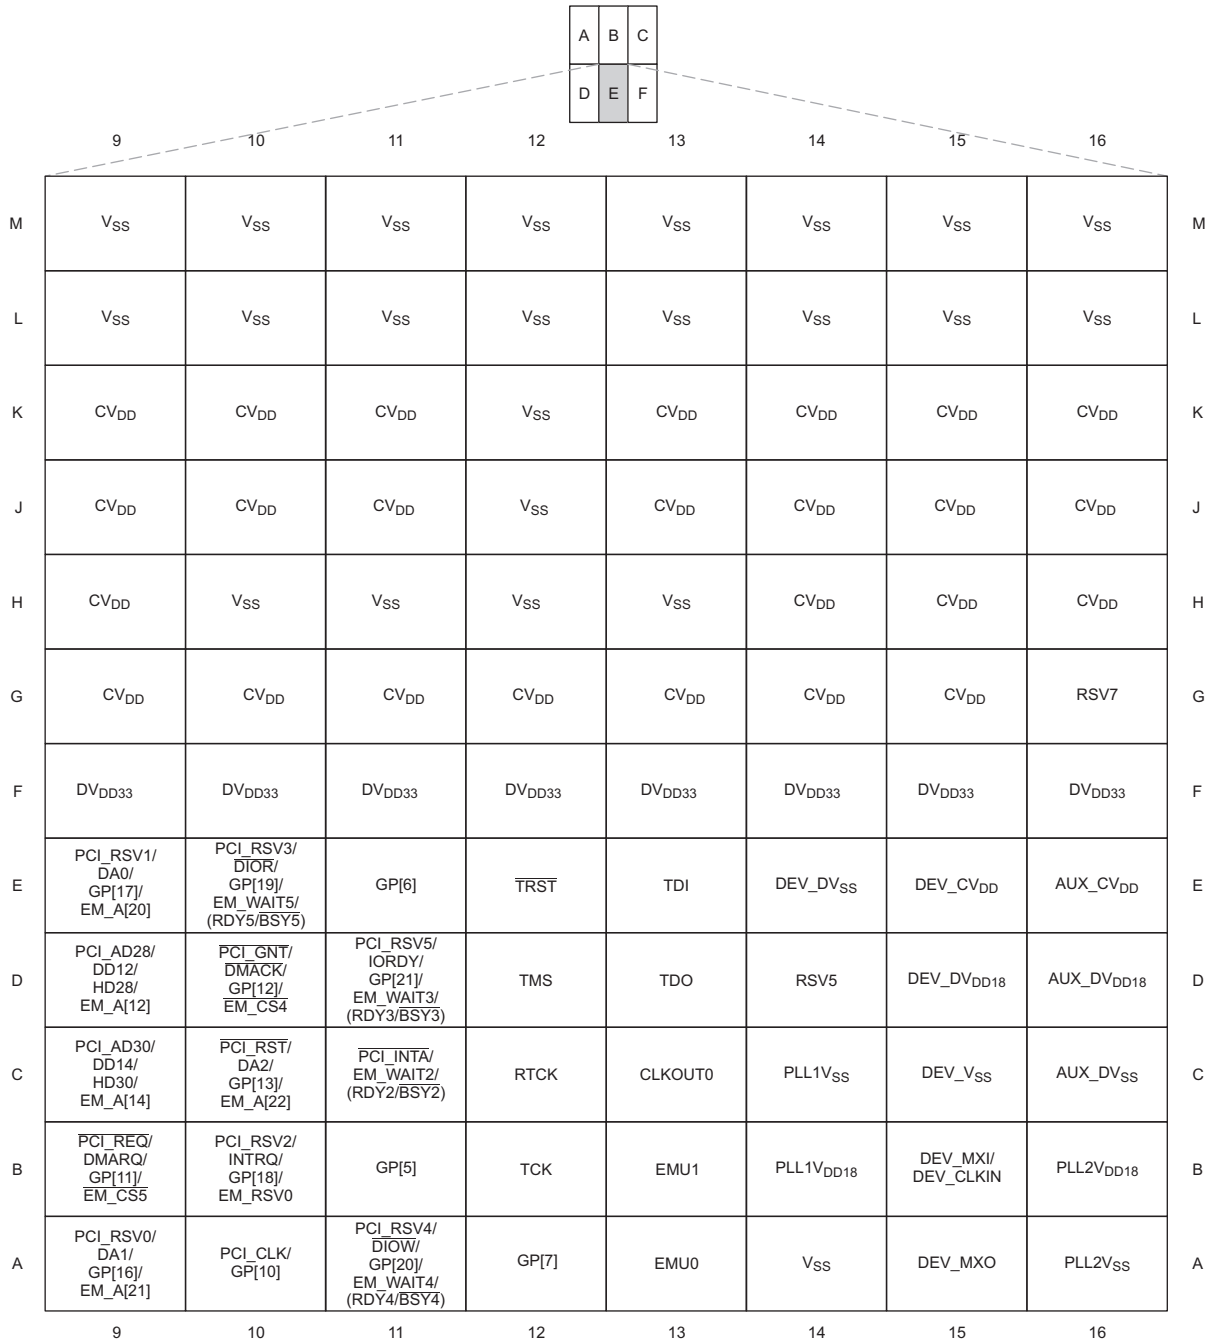 A B C
D E F
9 10 11 12 13 14 15 16
M VSS VSS VSS VSS VSS VSS VSS VSS M
L VSS VSS VSS VSS VSS VSS VSS VSS L
K CVDD CVDD CVDD VSS CVDD CVDD CVDD CVDD K
J CVDD CVDD CVDD VSS CVDD CVDD CVDD CVDD J
H CVDD VSS VSS VSS VSS CVDD CVDD CVDD H
G CVDD CVDD CVDD CVDD CVDD CVDD CVDD RSV7 G
F DVDD33 DVDD33 DVDD33 DVDD33 DVDD33 DVDD33 DVDD33 DVDD33 F
E
PCI_RSV1/
DA0/
GP[17]/
EM_A[20]
PCI_RSV3/
DIOR/
GP[19]/
EM_WAIT5/
(RDY5/BSY5)
GP[6]
TRST
TDI
DEV_DVSS
DEV_CVDD
AUX_CVDD
E
D
PCI_AD28/
DD12/
HD28/
EM_A[12]
PCI_GNT/
DMACK/
GP[12]/
EM_CS4
PCI_RSV5/
IORDY/
GP[21]/
EM_WAIT3/
(RDY3/BSY3)
TMS
TDO
RSV5
DEV_DVDD18
AUX_DVDD18
D
C
PCI_AD30/
DD14/
HD30/
EM_A[14]
PCI_RST/
DA2/
GP[13]/
EM_A[22]
PCI_INTA/
EM_WAIT2/
(RDY2/BSY2)
RTCK
CLKOUT0
PLL1VSS
DEV_VSS
AUX_DVSS
C
B
PCI_REQ/
DMARQ/
GP[11]/
EM_CS5
PCI_RSV2/
INTRQ/
GP[18]/
EM_RSV0
GP[5]
TCK
EMU1
PLL1VDD18
DEV_MXI/
DEV_CLKIN
PLL2VDD18
B
A
PCI_RSV0/
DA1/
GP[16]/
EM_A[21]
PCI_CLK/
GP[10]
PCI_RSV4/
DIOW/
GP[20]/
EM_WAIT4/
(RDY4/BSY4)
GP[7]
EMU0
VSS
DEV_MXO
PLL2VSS
A
9 10 11 12 13 14 15 16